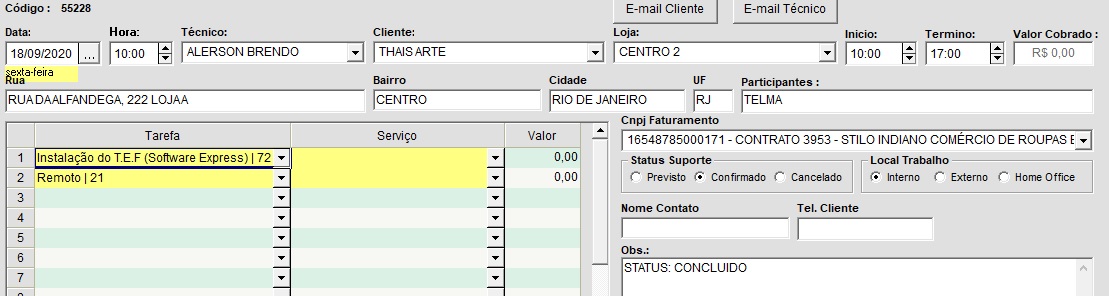 Código : 55228
E-mail Cliente E-mail Técnico
Data: Hora: Técnico: Cliente: Loja: Inicio: Termino: Valor Cobrado :
18/09/2020 ... 10:00 ALERSON BRENDO THAIS ARTE CENTRO 2 10:00 17:00 R$ 0,00
sexta-feira
Rua Bairro Cidade UF Participantes :
RUA DA ALFANDEGA, 222 LOJA A CENTRO RIO DE JANEIRO RJ TELMA
Cnpj Faturamento
Tarefa Serviço Valor
16548785000171 - CONTRATO 3953 - STILO INDIANO COMÉRCIO DE ROUPAS E
1 Instalação do T.E.F (Software Express) | 72 0,00
Status Suporte Local Trabalho
2 Remoto | 21 0,00
Previsto Confirmado Cancelado Interno Externo Home Office
3
4
Nome Contato Tel. Cliente
5
6
Obs.:
7
STATUS: CONCLUIDO